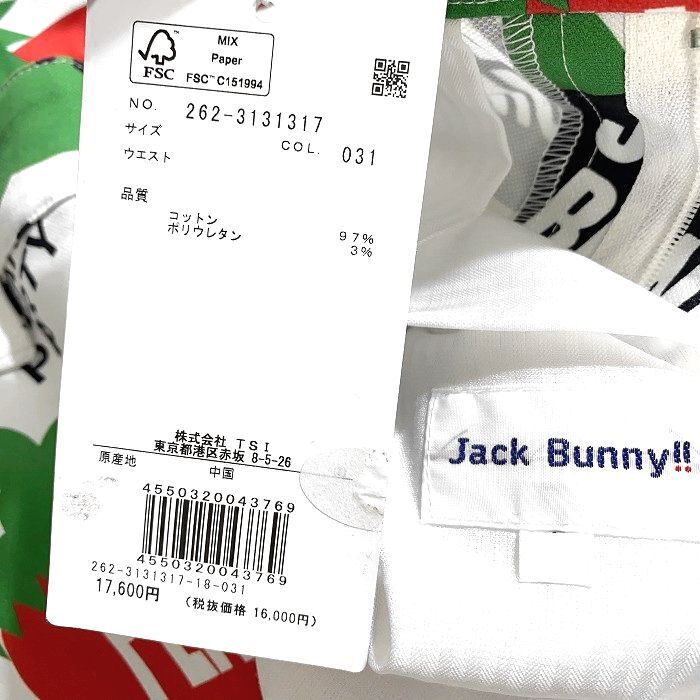 MIX
Paper
FSC™ C151994
FSC
NO. 262-3131317
サイズ
COL. 031
ウエスト
品質
コットン 97%
ポリウレタン 3%
株式会社 TSI
東京都港区赤坂 8-5-26
原産地 中国
4550320043769
4550320043769
262-3131317-18-031
17,600円 (税抜価格 16,000円)
Jack Bunny!!